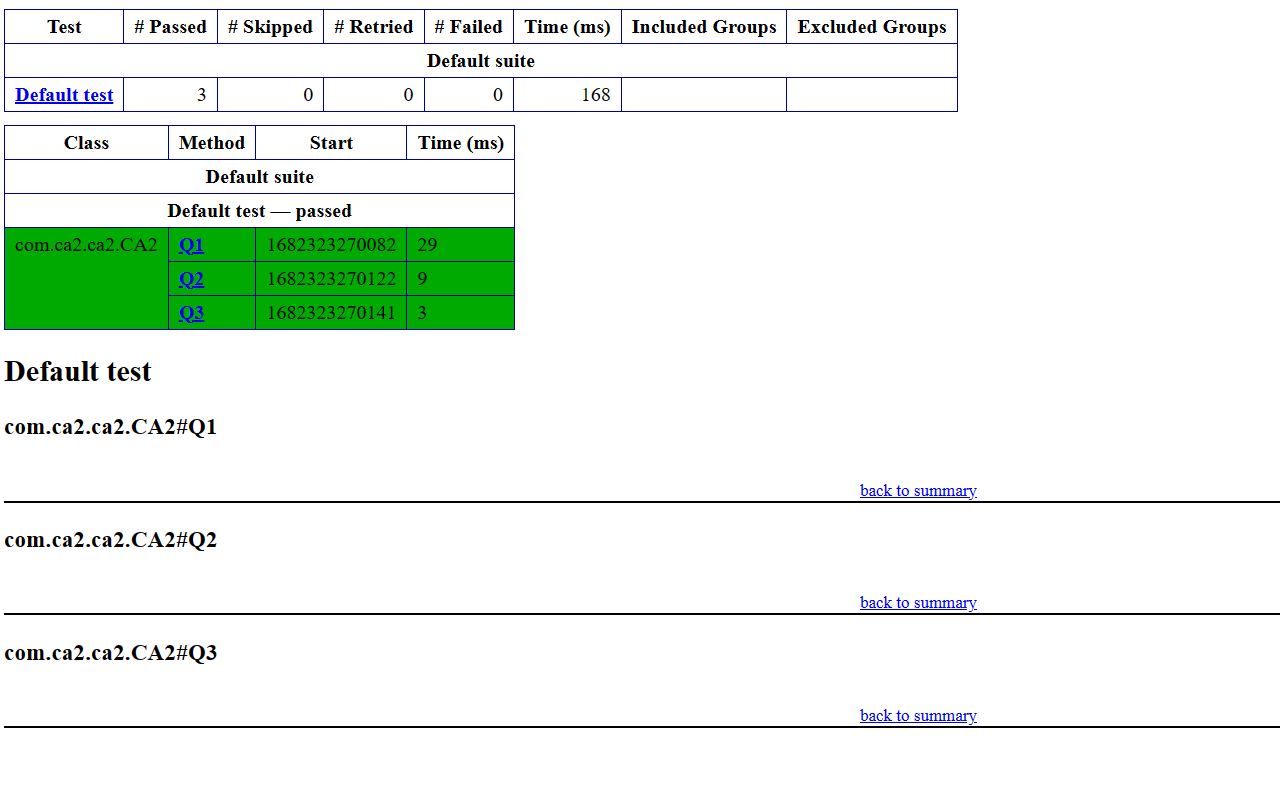 Test # Passed # Skipped # Retried # Failed Time (ms) Included Groups Excluded Groups
Default suite
Default test 3 0 0 0 168
Class Method Start Time (ms)
Default suite
Default test — passed
com.ca2.ca2.CA2 Q1 1682323270082 29
Q2 1682323270122 9
Q3 1682323270141 3
Default test
com.ca2.ca2.CA2#Q1
back to summary
com.ca2.ca2.CA2#Q2
back to summary
com.ca2.ca2.CA2#Q3
back to summary